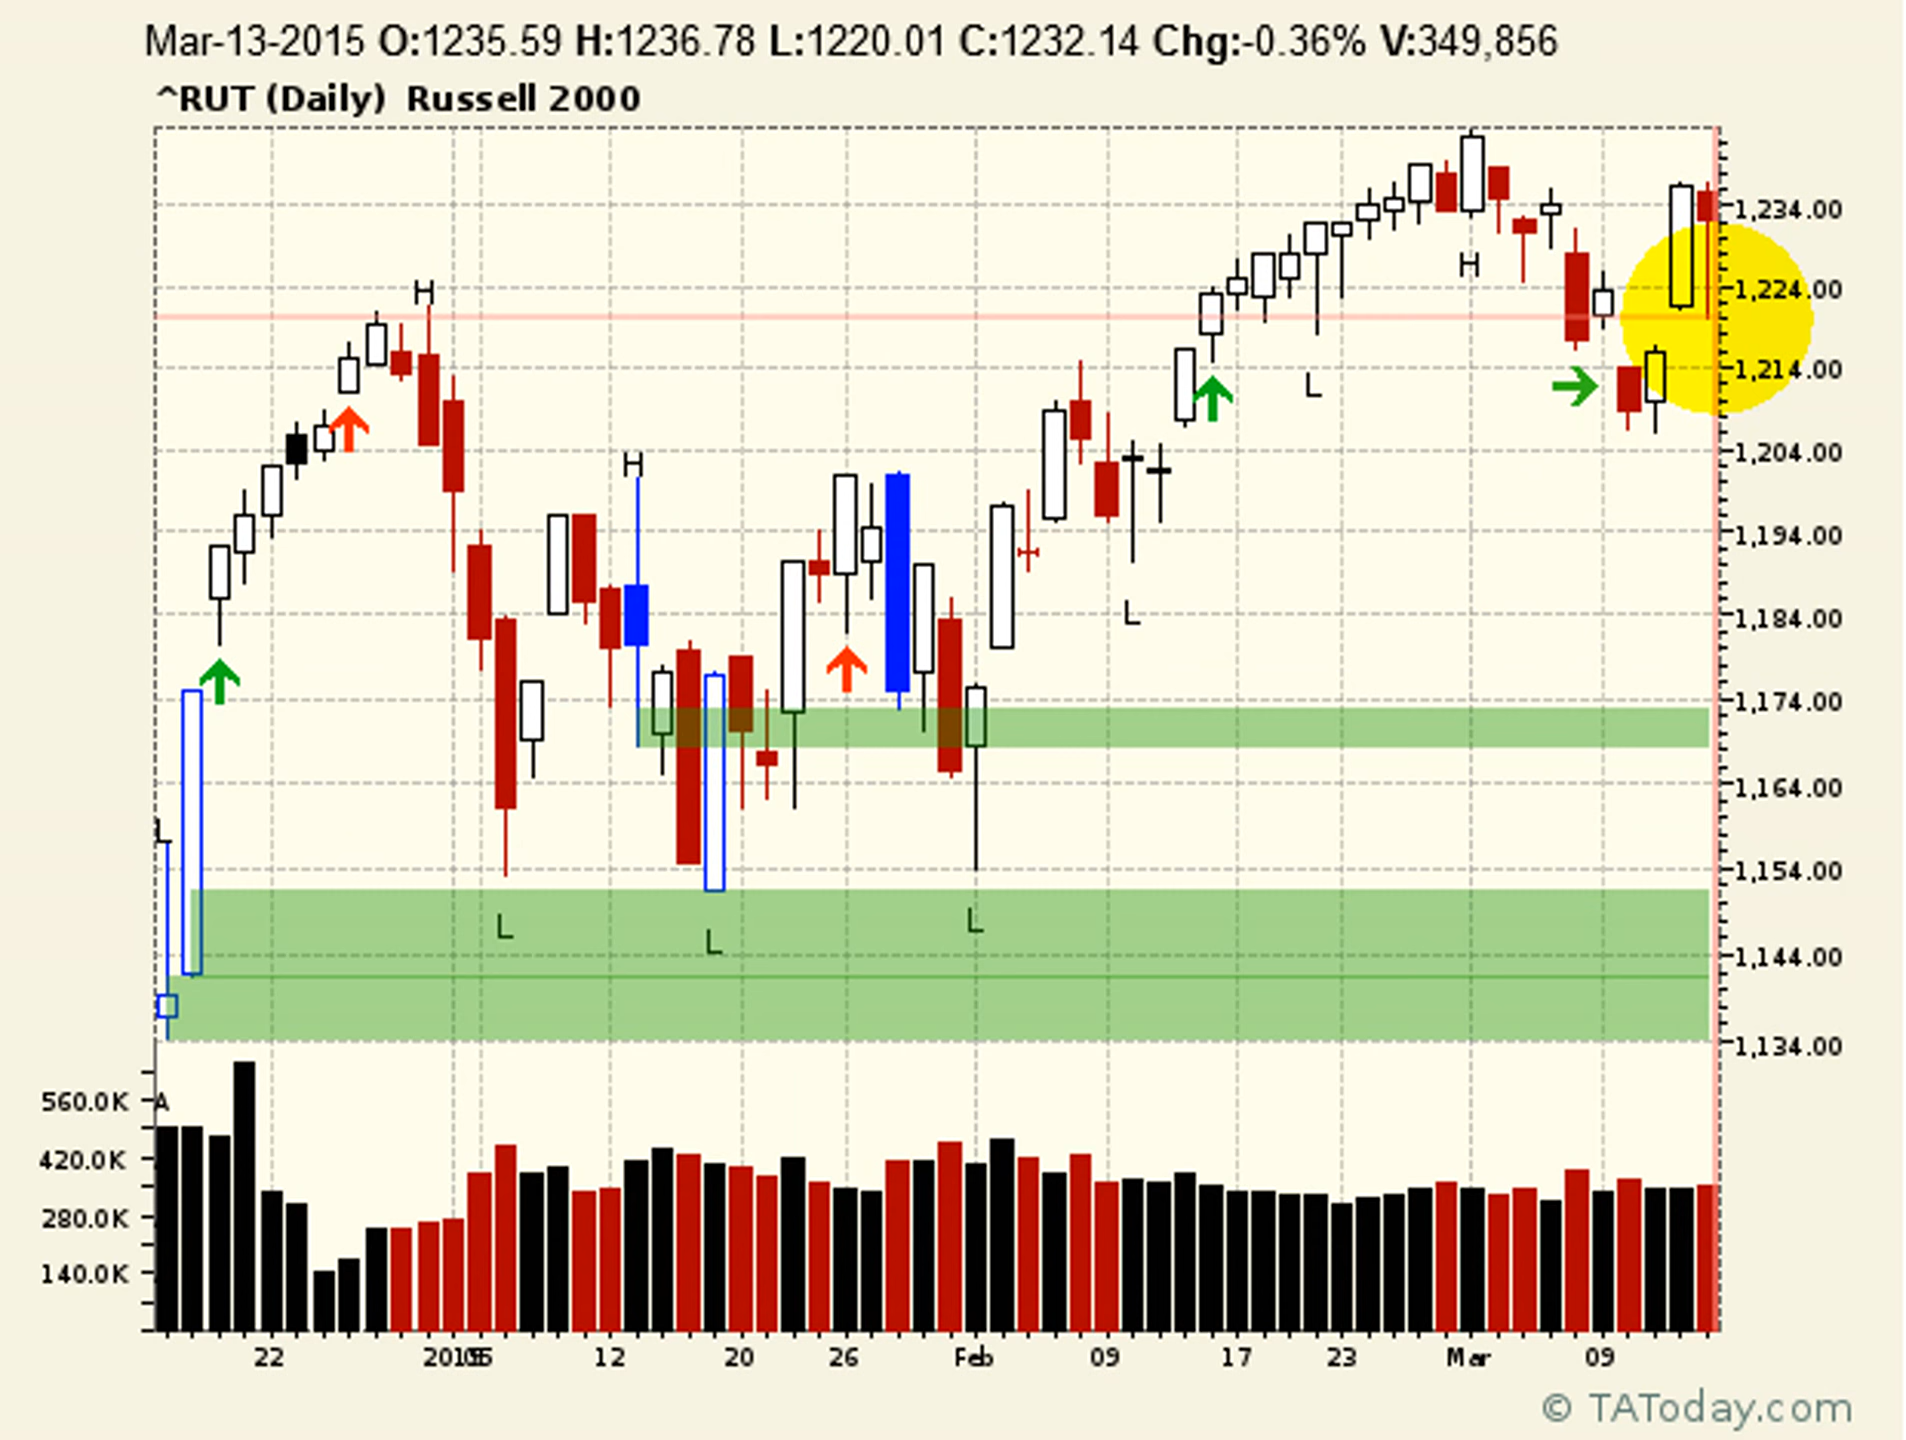 Mar-13-2015 O:1235.59 H:1236.78 L:1220.01 C:1232.14 Chg:-0.36% V:349,856
^RUT (Daily) Russell 2000
H
H
H
L
L
L
L
L
L
L
1,234.00
1,224.00
1,214.00
1,204.00
1,194.00
1,184.00
1,174.00
1,164.00
1,154.00
1,144.00
1,134.00
560.0K
A
420.0K
280.0K
140.0K
22 12 20 26 Feb 09 17 23 Mar 09
© TAToday.com